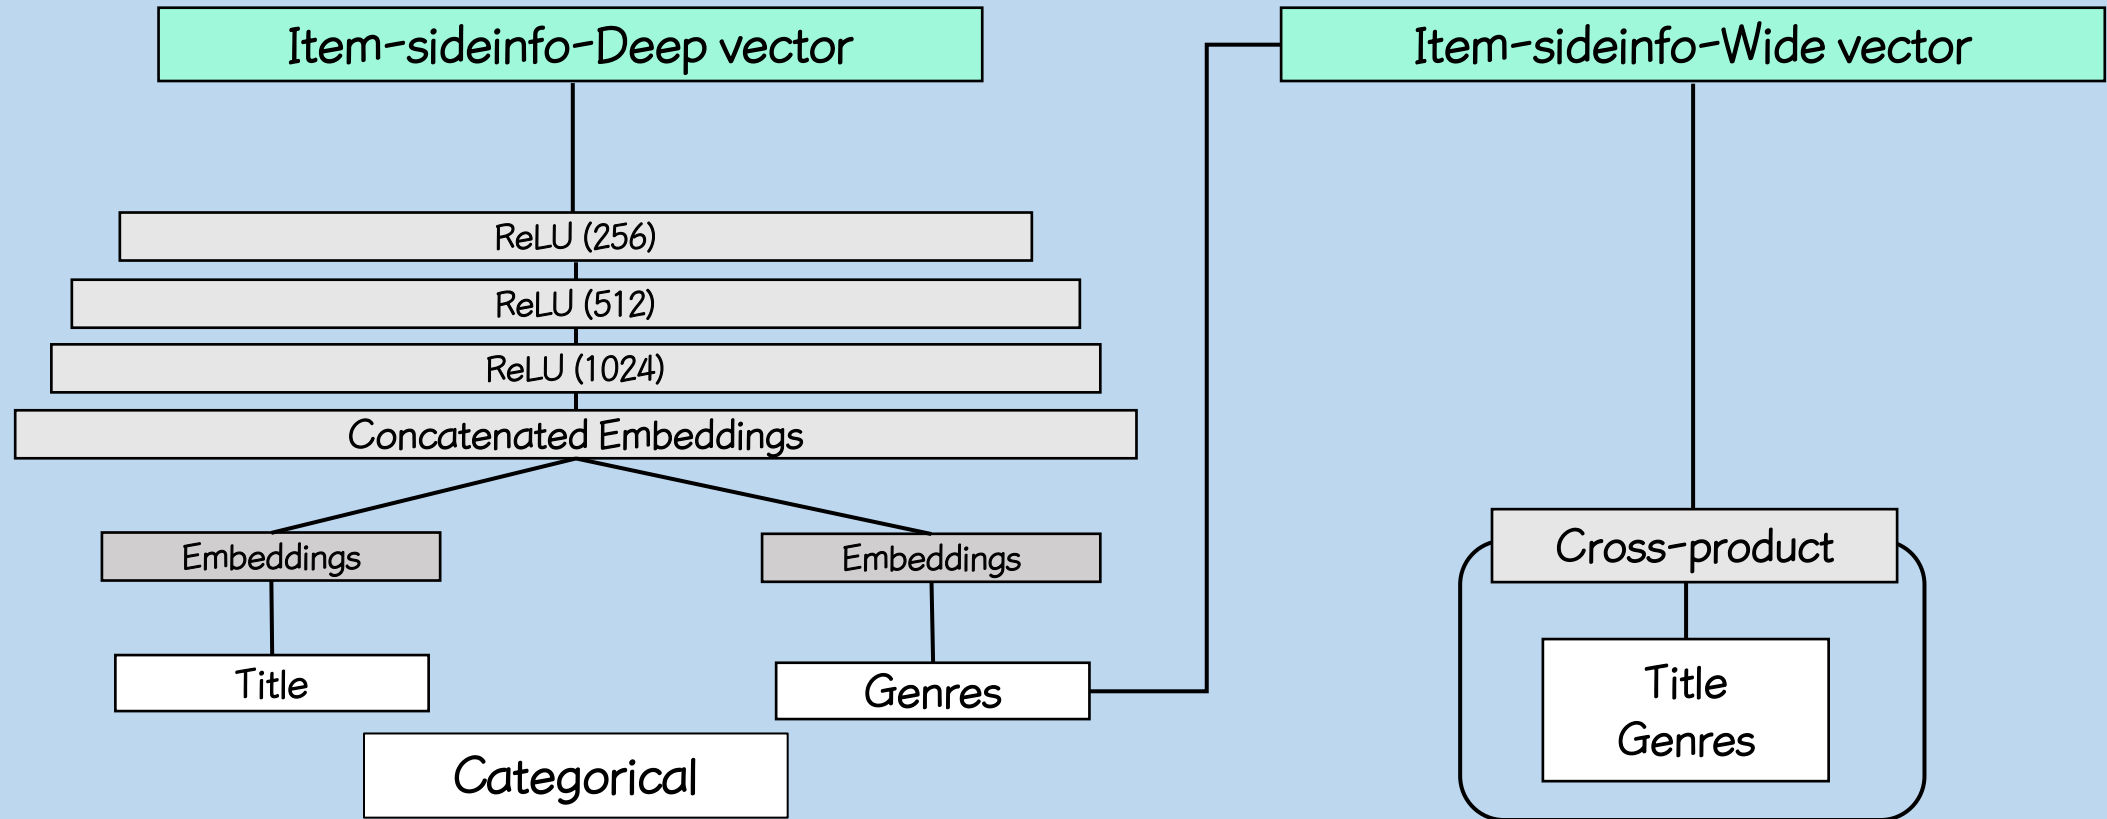 Item-sideinfo-Deep vector
Item-sideinfo-Wide vector
ReLU (256)
ReLU (512)
ReLU (1024)
Concatenated Embeddings
Embeddings
Embeddings
Cross-product
Title
Genres
Title
Genres
Categorical